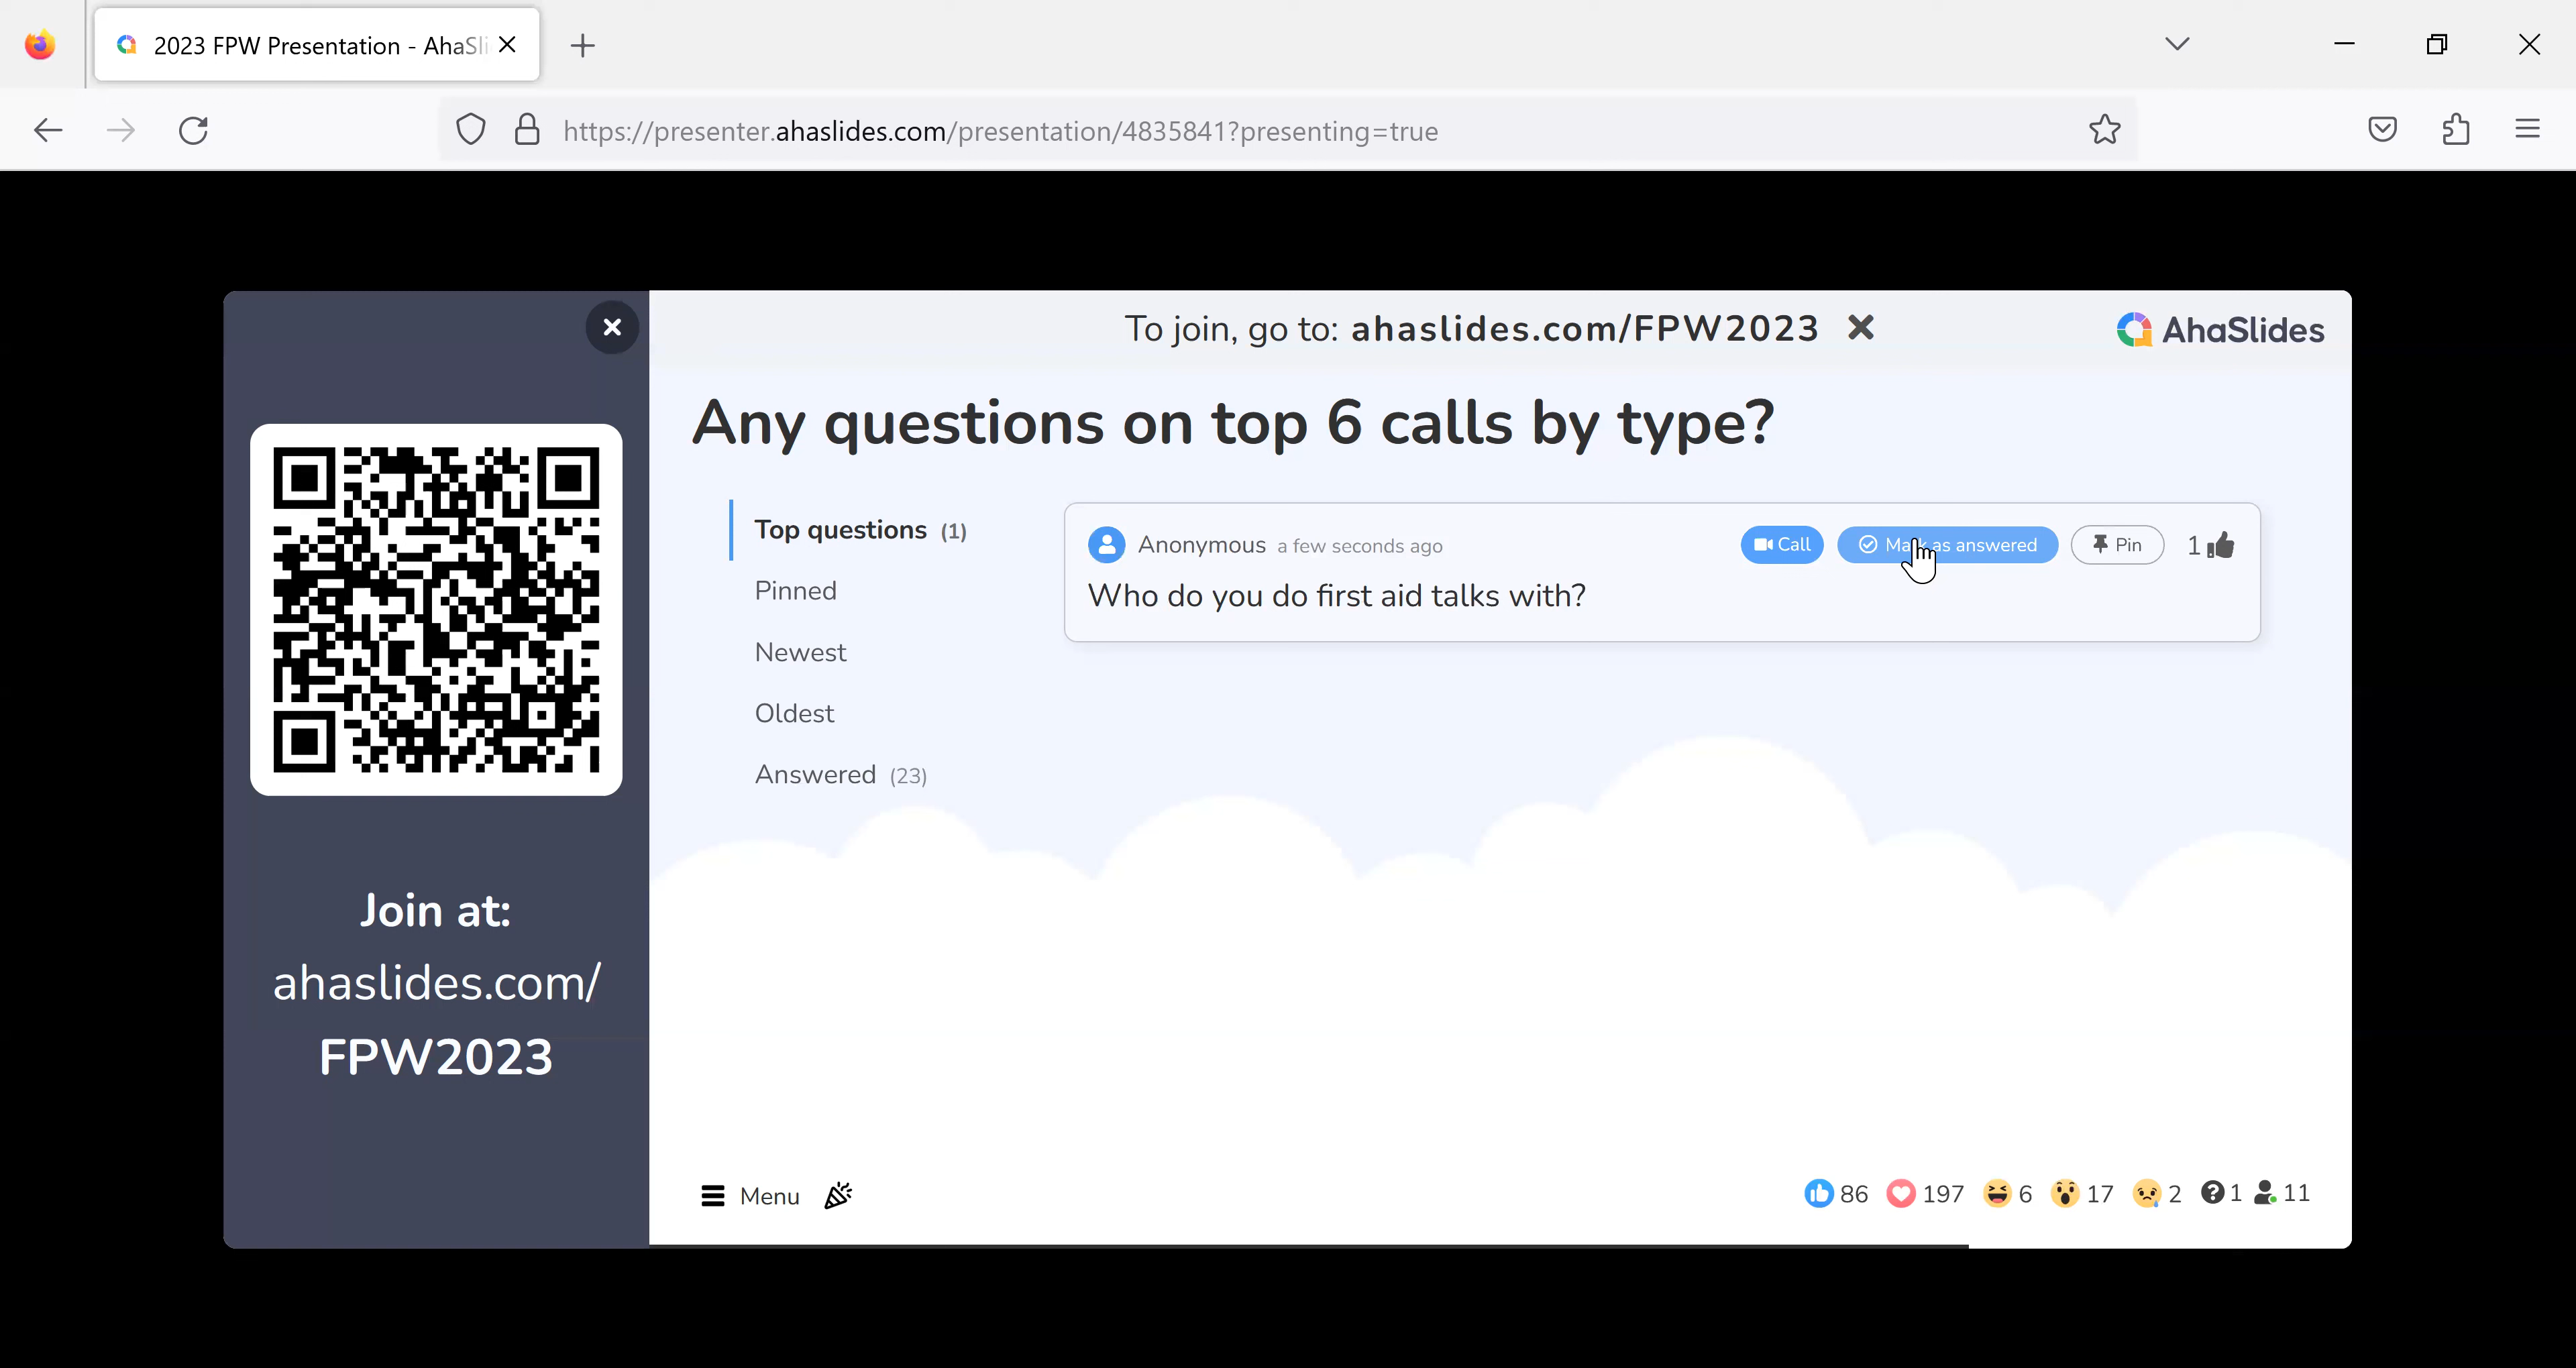 2023 FPW Presentation - AhaSli
https://presenter.ahaslides.com/presentation/4835841?presenting=true
To join, go to: ahaslides.com/FPW2023
AhaSlides
Any questions on top 6 calls by type?
Top questions (1)
Pinned
Newest
Oldest
Answered (23)
Anonymous a few seconds ago
Call
Mark as answered
Pin
1
Who do you do first aid talks with?
Join at:
ahaslides.com/
FPW2023
Menu
86 197 6 17 2 1 11